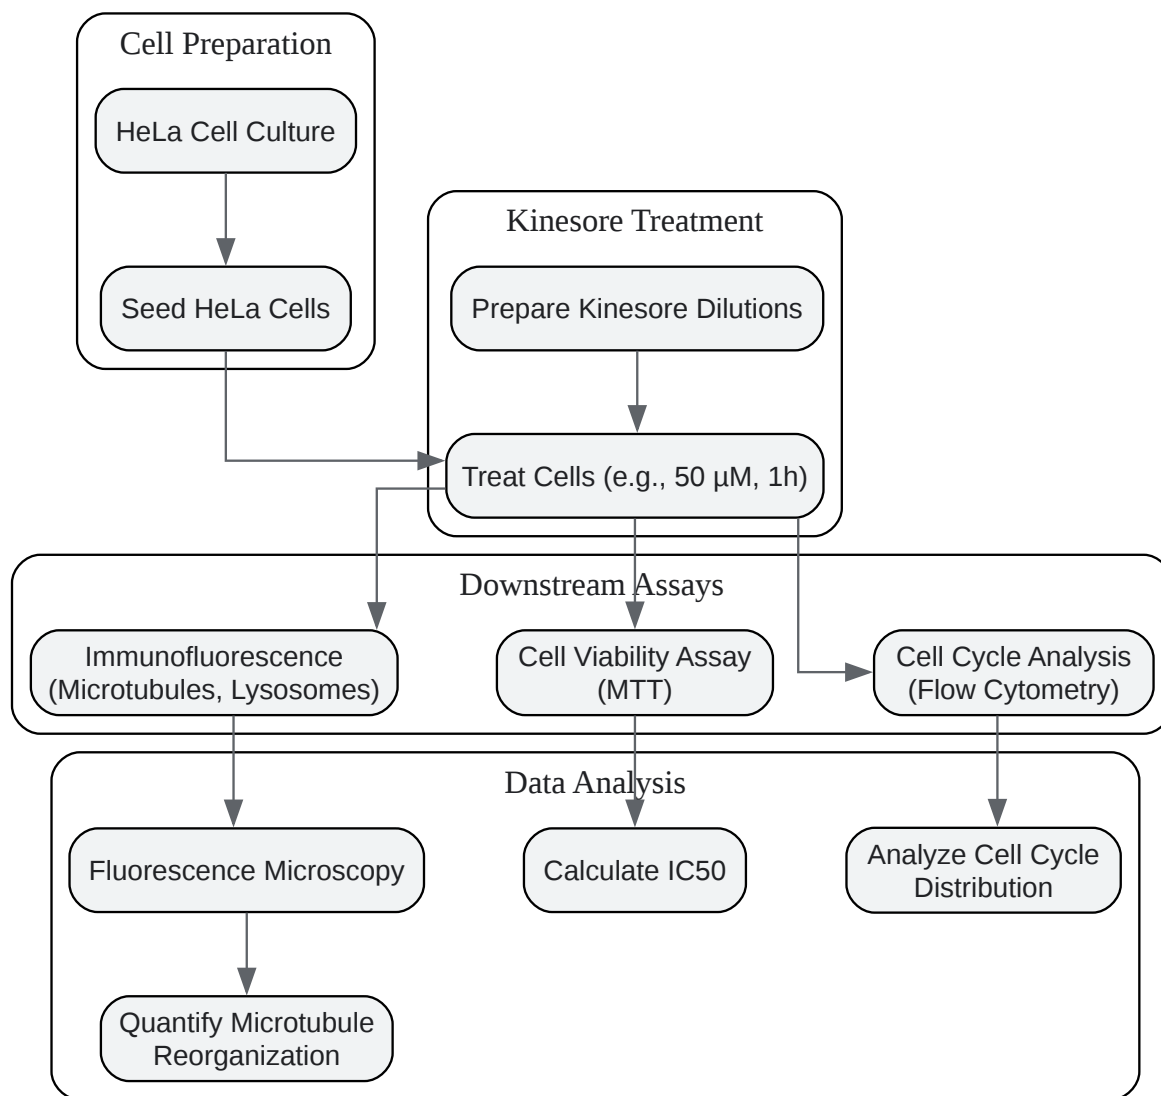 Cell Preparation
HeLa Cell Culture
Seed HeLa Cells
Kinesore Treatment
Prepare Kinesore Dilutions
Treat Cells (e.g., 50 µM, 1h)
Downstream Assays
Immunofluorescence
(Microtubules, Lysosomes)
Cell Viability Assay
(MTT)
Cell Cycle Analysis
(Flow Cytometry)
Data Analysis
Fluorescence Microscopy
Calculate IC50
Analyze Cell Cycle
Distribution
Quantify Microtubule
Reorganization